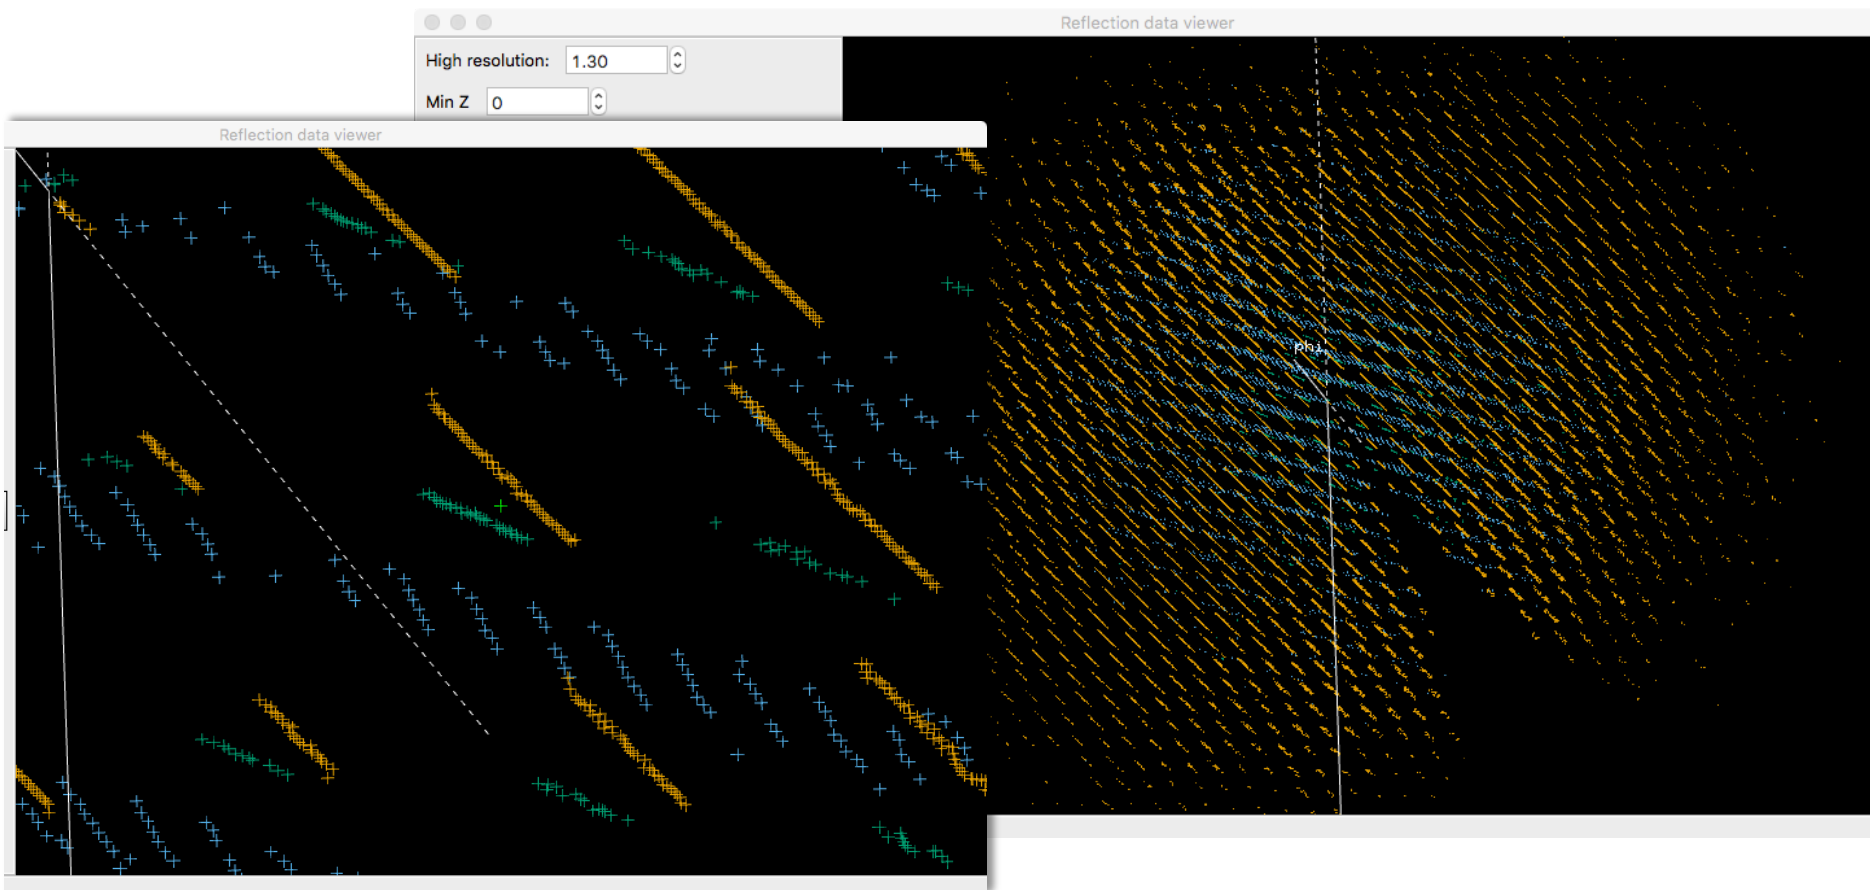 Reflection data viewer
High resolution: 1.30
Min Z 0
Reflection data viewer
phi